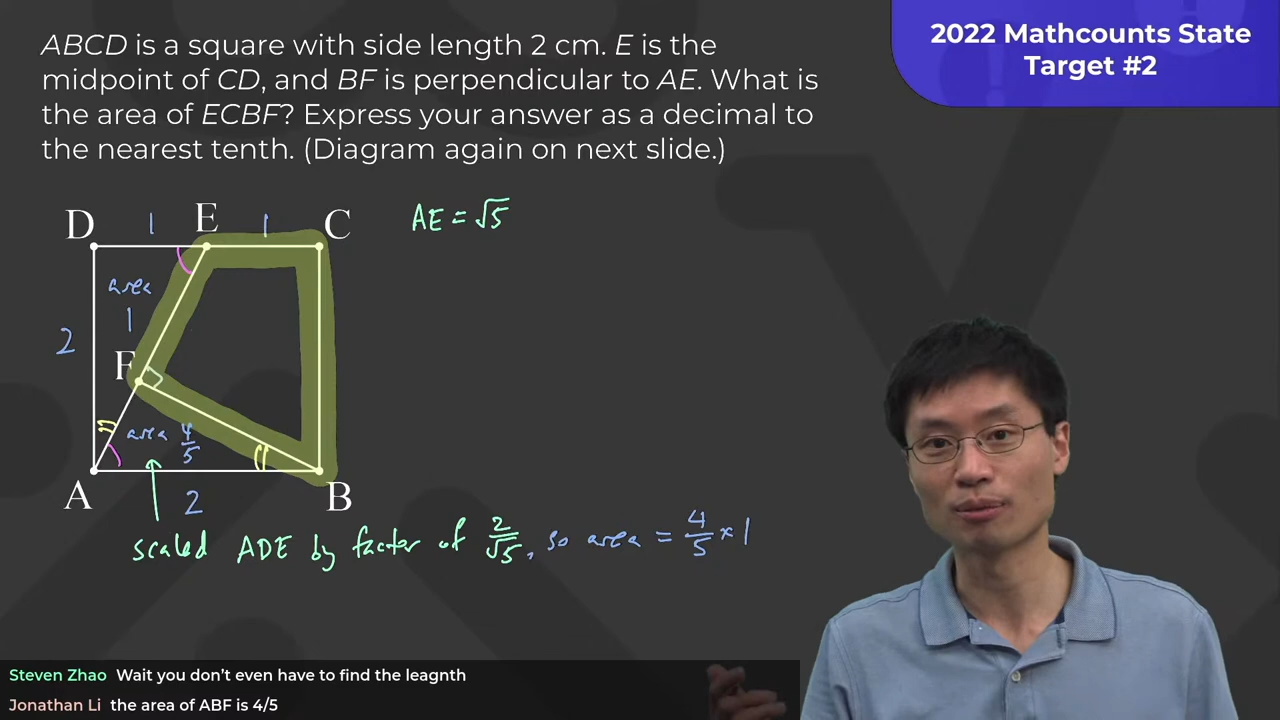 ABCD is a square with side length 2 cm. E is the
midpoint of CD, and BF is perpendicular to AE. What is
the area of ECBF? Express your answer as a decimal to
the nearest tenth. (Diagram again on next slide.)
2022 Mathcounts State
Target #2
D 1 E 1 C
AE = √5
area
1
2
F
area 4/5
A 2 B
scaled ADE by factor of 2/√5, so area = 4/5 × 1
Steven Zhao Wait you don't even have to find the leagnth
Jonathan Li the area of ABF is 4/5